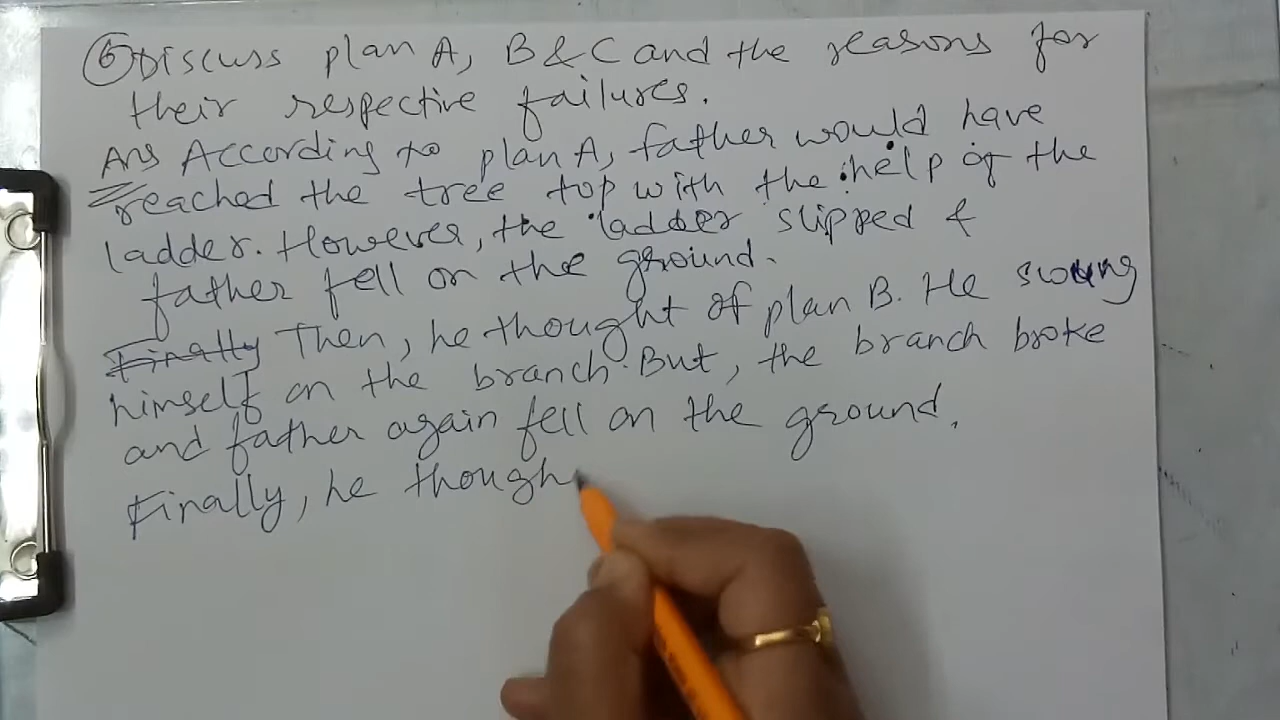 6 Discuss plan A, B & C and the reasons for
their respective failures.
Ans According to plan A, father would have
reached the tree top with the help of the
ladder. However, the ladder slipped &
father fell on the ground.
Finally Then, he thought of plan B. He swung
himself on the branch. But, the branch broke
and father again fell on the ground.
Finally, he though